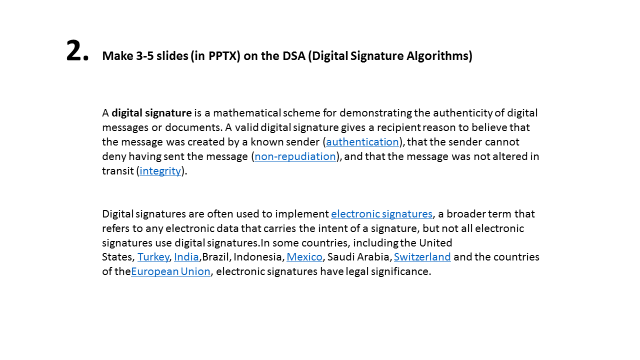 2. Make 3-5 slides (in PPTX) on the DSA (Digital Signature Algorithms)
A digital signature is a mathematical scheme for demonstrating the authenticity of digital
messages or documents. A valid digital signature gives a recipient reason to believe that
the message was created by a known sender (authentication), that the sender cannot
deny having sent the message (non-repudiation), and that the message was not altered in
transit (integrity).
Digital signatures are often used to implement electronic signatures, a broader term that
refers to any electronic data that carries the intent of a signature, but not all electronic
signatures use digital signatures.In some countries, including the United
States, Turkey, India,Brazil, Indonesia, Mexico, Saudi Arabia, Switzerland and the countries
of theEuropean Union, electronic signatures have legal significance.